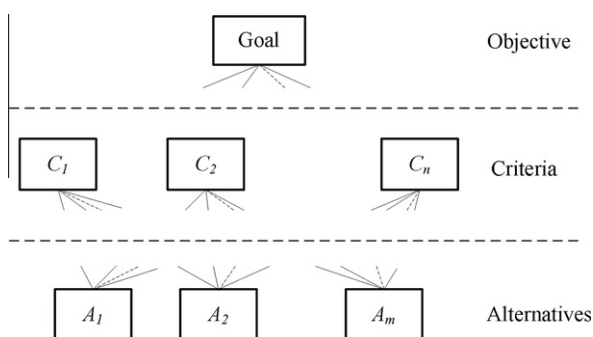 Goal Objective
C1 C2 Cn Criteria
A1 A2 Am Alternatives